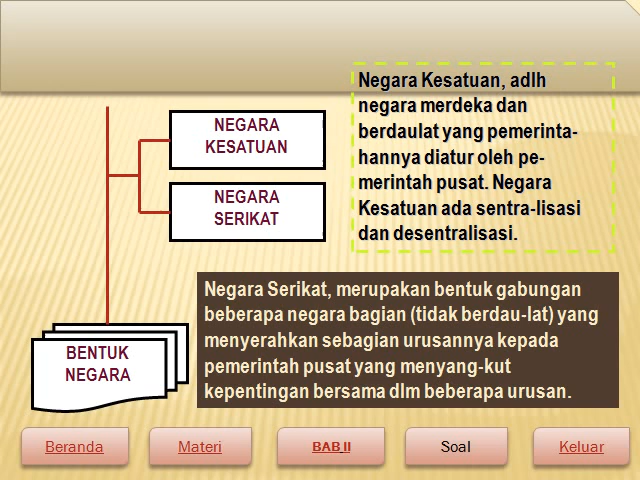 Negara Kesatuan, adlh
negara merdeka dan
berdaulat yang pemerinta-
hannya diatur oleh pe-
merintah pusat. Negara
Kesatuan ada sentra-lisasi
dan desentralisasi.
NEGARA
KESATUAN
NEGARA
SERIKAT
Negara Serikat, merupakan bentuk gabungan
beberapa negara bagian (tidak berdau-lat) yang
menyerahkan sebagian urusannya kepada
pemerintah pusat yang menyang-kut
kepentingan bersama dlm beberapa urusan.
BENTUK
NEGARA
Beranda
Materi
BAB II
Soal
Keluar